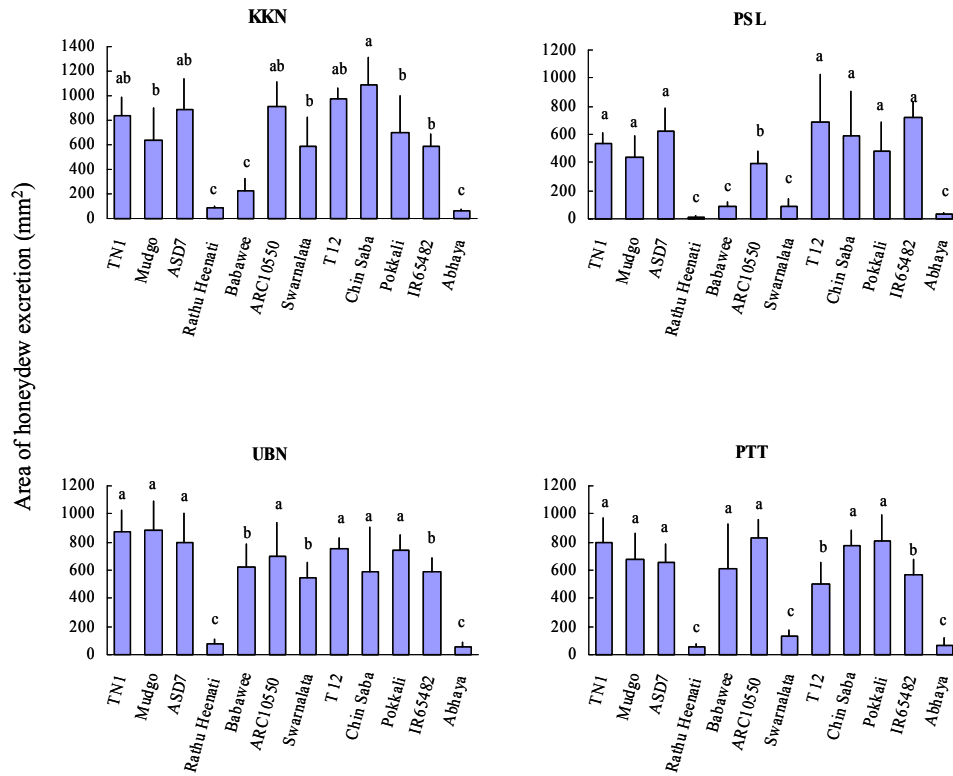 Area of honeydew excretion (mm²)
KKN
1400
1200
1000
800
600
400
200
0
ab b ab c c ab b ab a b b c
TN1 Mudgo ASD7 Rathu Heenati Babawee ARC10550 Swarnalata T12 Chin Saba Pokkali IR65482 Abhaya
PSL
1200
1000
800
600
400
200
0
a a a c c b c a a a a c
TN1 Mudgo ASD7 Rathu Heenati Babawee ARC10550 Swarnalata T12 Chin Saba Pokkali IR65482 Abhaya
UBN
1200
1000
800
600
400
200
0
a a a c b a b a a a b c
TN1 Mudgo ASD7 Rathu Heenati Babawee ARC10550 Swarnalata T12 Chin Saba Pokkali IR65482 Abhaya
PTT
1200
1000
800
600
400
200
0
a a a c a a c b a a b c
TN1 Mudgo ASD7 Rathu Heenati Babawee ARC10550 Swarnalata T12 Chin Saba Pokkali IR65482 Abhaya